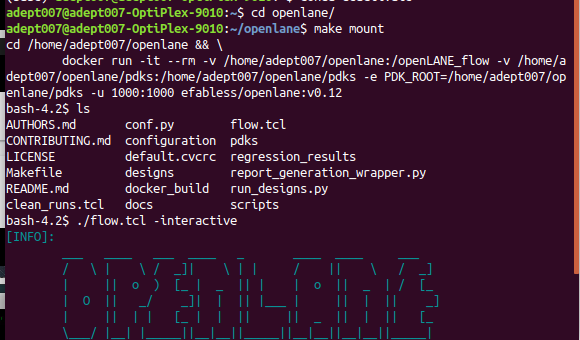 adept007@adept007-OptiPlex-9010:~$ cd openlane/
adept007@adept007-OptiPlex-9010:~/openlane$ make mount
cd /home/adept007/openlane && \
        docker run -it --rm -v /home/adept007/openlane:/openLANE_flow -v /home/a
dept007/openlane/pdks:/home/adept007/openlane/pdks -e PDK_ROOT=/home/adept007/op
enlane/pdks -u 1000:1000 efabless/openlane:v0.12
bash-4.2$ ls
AUTHORS.md       conf.py        flow.tcl
CONTRIBUTING.md  configuration  pdks
LICENSE          default.cvcrc  regression_results
Makefile         designs        report_generation_wrapper.py
README.md        docker_build   run_designs.py
clean_runs.tcl   docs           scripts
bash-4.2$ ./flow.tcl -interactive
[INFO]:
OPENLANE